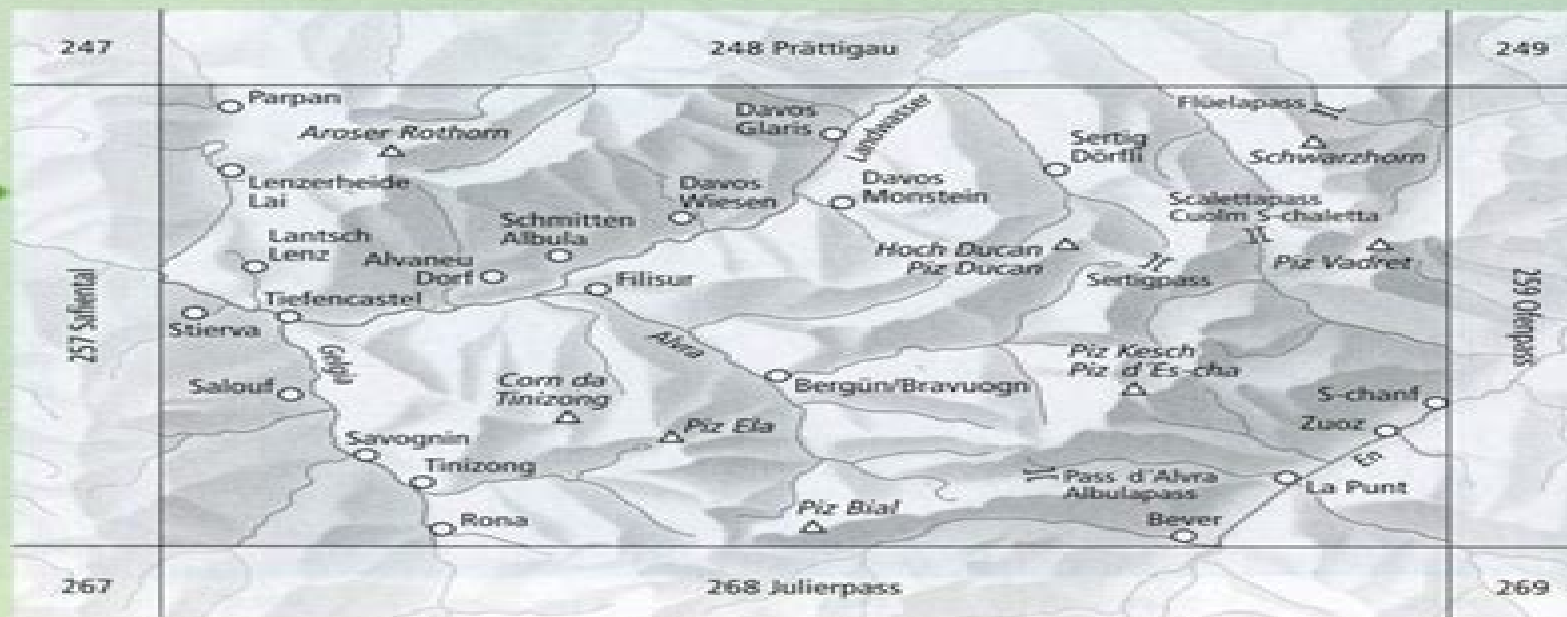 247
248 Prättigau
249
Parpan
Aroser Rothorn
Davos
Glaris
Landwasser
Flüelapass
Schwarzhorn
Sertig
Dörfli
Lenzerheide
Lai
Davos
Wiesen
Davos
Monstein
Scalettapass
Cuolm S-chaletta
Schmitten
Albula
Lantsch
Lenz
Alvaneu
Dorf
Hoch Ducan
Piz Ducan
Piz Vadret
Sertigpass
Filisur
Tiefencastel
Stierva
257 Safiental
259 Ofenpass
Gelgia
Alvra
Salouf
Corn da
Tinizong
Bergün/Bravuogn
Piz Kesch
Piz d'Es-cha
S-chanf
Zuoz
Piz Ela
Savognin
Tinizong
En
Pass d'Alvra
Albulapass
La Punt
Rona
Piz Bial
Bever
267
268 Julierpass
269